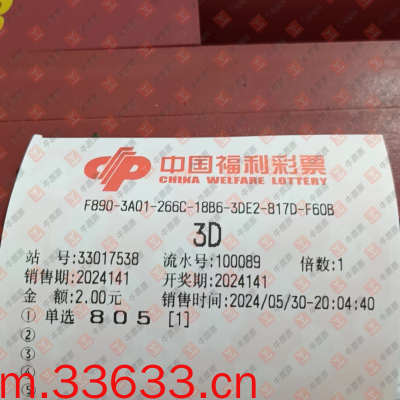 中国福利彩票
CHINA WELFARE LOTTERY
F890-3A01-266C-18B6-3DE2-817D-F60B
3D
站 号:33017538 流水号:100089 倍数:1
销售期:2024141 开奖期:2024141
金 额:2.00元 销售时间:2024/05/30-20:04:40
① 单选 805 [1]
②
③
④
⑤
m.33633.cn